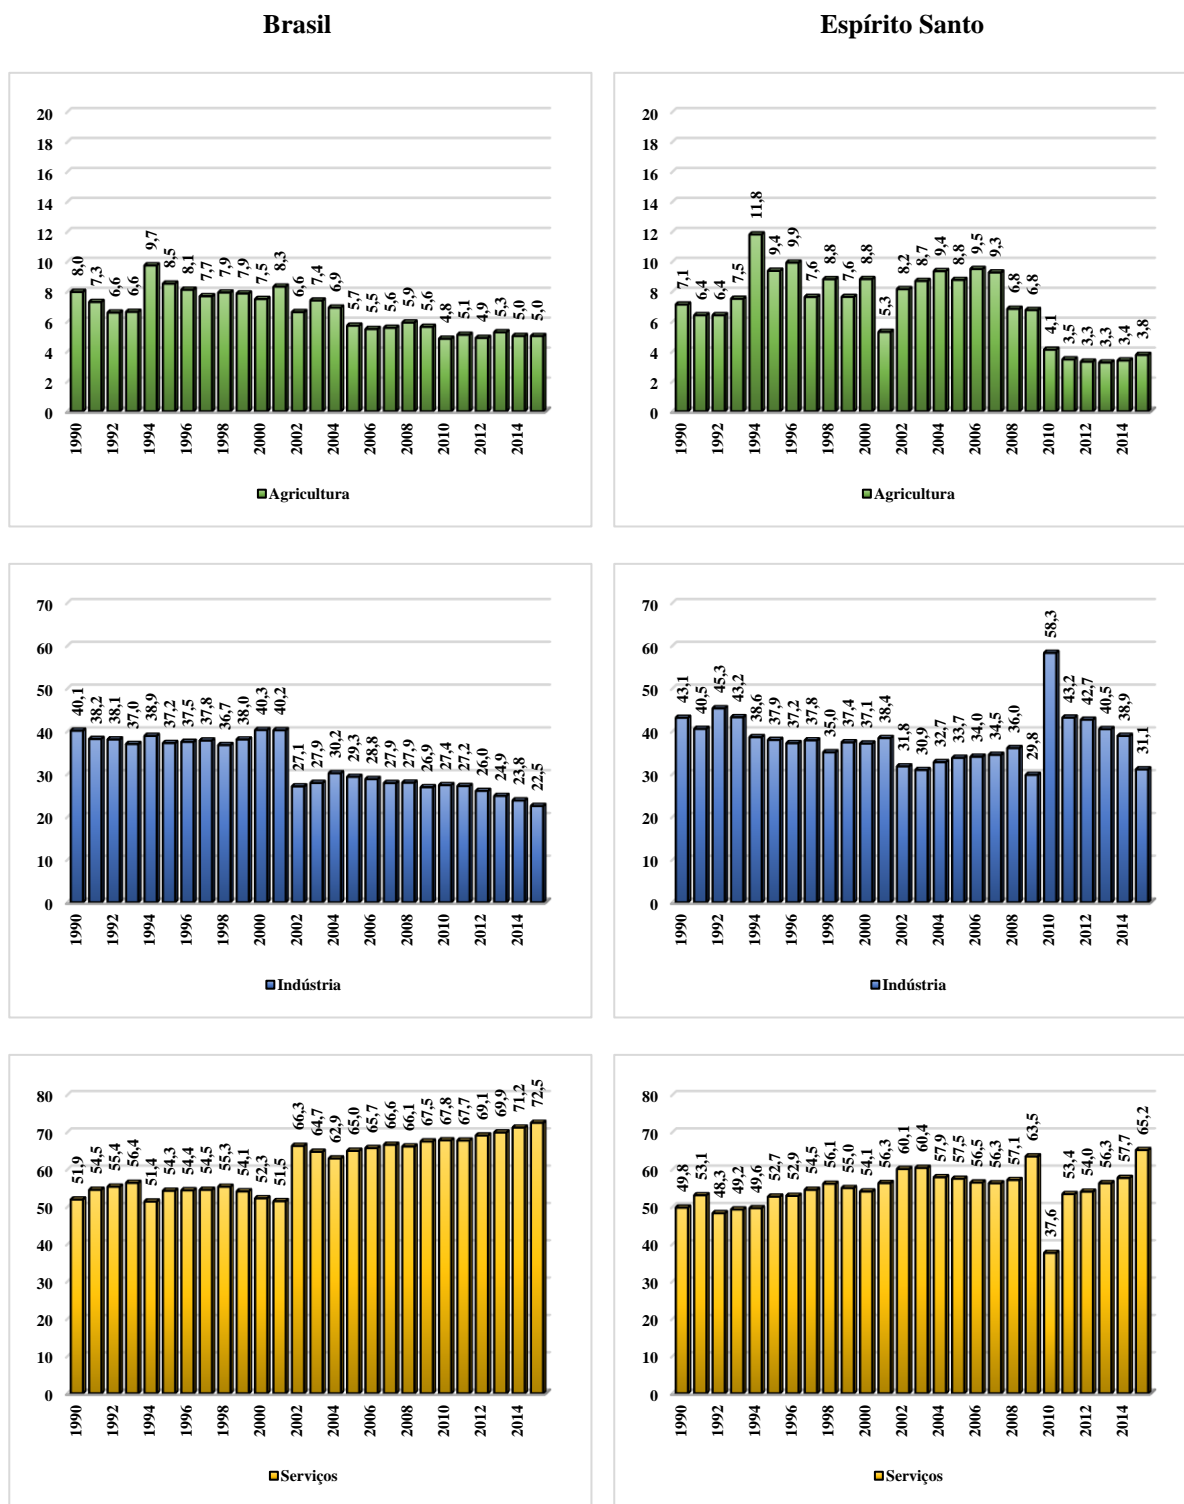 Brasil
Espírito Santo
20
18
16
14
12
10
8
6
4
2
0
8,0 7,3 6,6 6,6 9,7 8,5 8,1 7,7 7,9 7,9 7,5 8,3 6,6 7,4 6,9 5,7 5,5 5,6 5,9 5,6 4,8 5,1 4,9 5,3 5,0 5,0
1990 1992 1994 1996 1998 2000 2002 2004 2006 2008 2010 2012 2014
Agricultura
20
18
16
14
12
10
8
6
4
2
0
7,1 6,4 6,4 7,5 11,8 9,4 9,9 7,6 8,8 7,6 8,8 5,3 8,2 8,7 9,4 8,8 9,5 9,3 6,8 6,8 4,1 3,5 3,3 3,3 3,4 3,8
1990 1992 1994 1996 1998 2000 2002 2004 2006 2008 2010 2012 2014
Agricultura
70
60
50
40
30
20
10
0
40,1 38,2 38,1 37,0 38,9 37,2 37,5 37,8 36,7 38,0 40,3 40,2 27,1 27,9 30,2 29,3 28,8 27,9 27,9 26,9 27,4 27,2 26,0 24,9 23,8 22,5
1990 1992 1994 1996 1998 2000 2002 2004 2006 2008 2010 2012 2014
Indústria
70
60
50
40
30
20
10
0
43,1 40,5 45,3 43,2 38,6 37,9 37,2 37,8 35,0 37,4 37,1 38,4 31,8 30,9 32,7 33,7 34,0 34,5 36,0 29,8 58,3 43,2 42,7 40,5 38,9 31,1
1990 1992 1994 1996 1998 2000 2002 2004 2006 2008 2010 2012 2014
Indústria
80
70
60
50
40
30
20
10
0
51,9 54,5 55,4 56,4 51,4 54,3 54,4 54,5 55,3 54,1 52,3 51,5 66,3 64,7 62,9 65,0 65,7 66,6 66,1 67,5 67,8 67,7 69,1 69,9 71,2 72,5
1990 1992 1994 1996 1998 2000 2002 2004 2006 2008 2010 2012 2014
Serviços
80
70
60
50
40
30
20
10
0
49,8 53,1 48,3 49,2 49,6 52,7 52,9 54,5 56,1 55,0 54,1 56,3 60,1 60,4 57,9 57,5 56,5 56,3 57,1 63,5 37,6 53,4 54,0 56,3 57,7 65,2
1990 1992 1994 1996 1998 2000 2002 2004 2006 2008 2010 2012 2014
Serviços